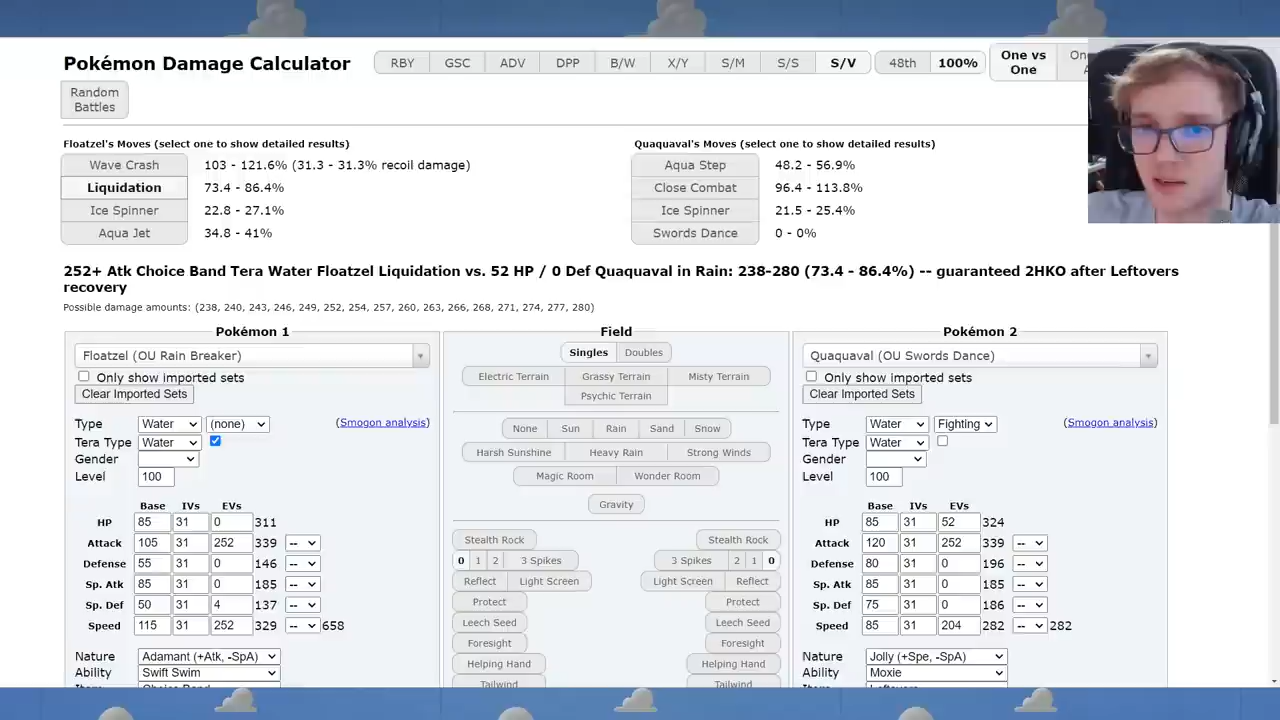 Pokémon Damage Calculator
RBY GSC ADV DPP B/W X/Y S/M S/S S/V 48th 100% One vs One
Random Battles
Floatzel's Moves (select one to show detailed results)
Wave Crash 103 - 121.6% (31.3 - 31.3% recoil damage)
Liquidation 73.4 - 86.4%
Ice Spinner 22.8 - 27.1%
Aqua Jet 34.8 - 41%
Quaquaval's Moves (select one to show detailed results)
Aqua Step 48.2 - 56.9%
Close Combat 96.4 - 113.8%
Ice Spinner 21.5 - 25.4%
Swords Dance 0 - 0%
252+ Atk Choice Band Tera Water Floatzel Liquidation vs. 52 HP / 0 Def Quaquaval in Rain: 238-280 (73.4 - 86.4%) -- guaranteed 2HKO after Leftovers
recovery
Possible damage amounts: (238, 240, 243, 246, 249, 252, 254, 257, 260, 263, 266, 268, 271, 274, 277, 280)
Pokémon 1
Floatzel (OU Rain Breaker)
Only show imported sets
Clear Imported Sets
Type Water (none) (Smogon analysis)
Tera Type Water
Gender
Level 100
Base IVs EVs
HP 85 31 0 311
Attack 105 31 252 339 --
Defense 55 31 0 146 --
Sp. Atk 85 31 0 185 --
Sp. Def 50 31 4 137 --
Speed 115 31 252 329 -- 658
Nature Adamant (+Atk, -SpA)
Ability Swift Swim
Field
Singles Doubles
Electric Terrain Grassy Terrain Misty Terrain
Psychic Terrain
None Sun Rain Sand Snow
Harsh Sunshine Heavy Rain Strong Winds
Magic Room Wonder Room
Gravity
Stealth Rock Stealth Rock
0 1 2 3 Spikes 3 Spikes 2 1 0
Reflect Light Screen Light Screen Reflect
Protect Protect
Leech Seed Leech Seed
Foresight Foresight
Helping Hand Helping Hand
Tailwind Tailwind
Pokémon 2
Quaquaval (OU Swords Dance)
Only show imported sets
Clear Imported Sets
Type Water Fighting (Smogon analysis)
Tera Type Water
Gender
Level 100
Base IVs EVs
HP 85 31 52 324
Attack 120 31 252 339 --
Defense 80 31 0 196 --
Sp. Atk 85 31 0 185 --
Sp. Def 75 31 0 186 --
Speed 85 31 204 282 -- 282
Nature Jolly (+Spe, -SpA)
Ability Moxie